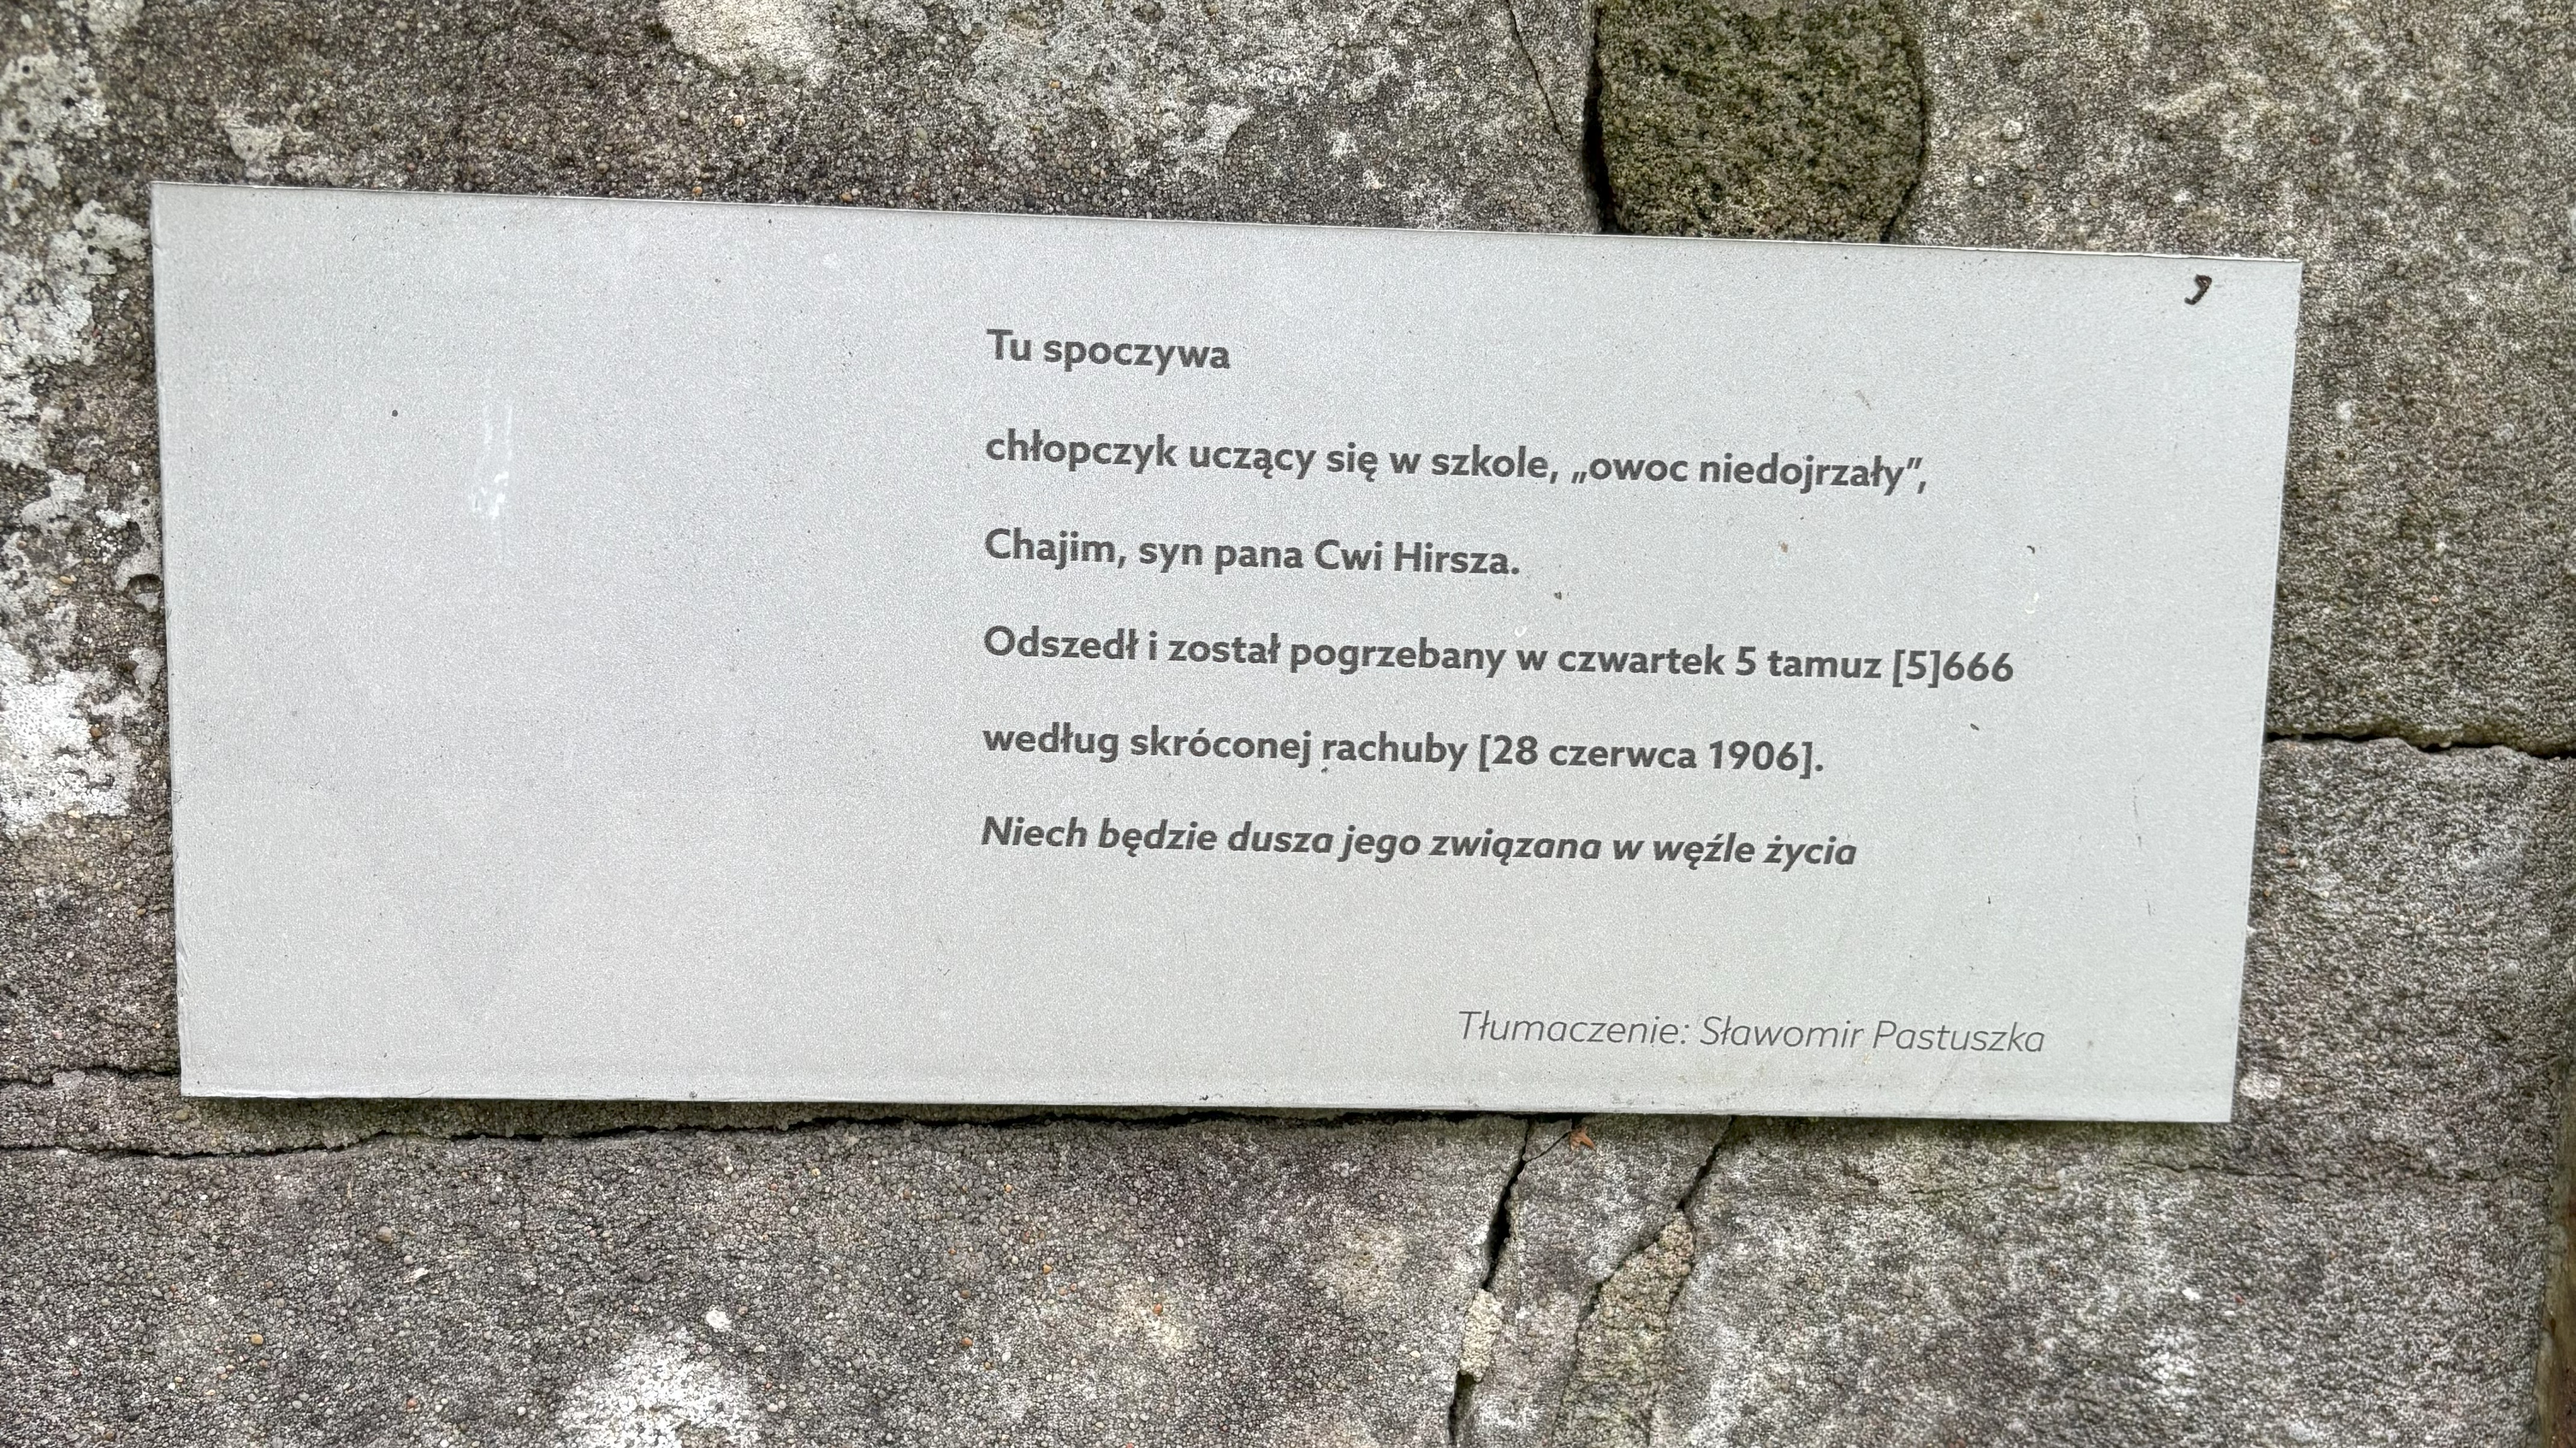 Tu spoczywa
chłopczyk uczący się w szkole, „owoc niedojrzały”,
Chajim, syn pana Cwi Hirsza.
Odszedł i został pogrzebany w czwartek 5 tamuz [5]666
według skróconej rachuby [28 czerwca 1906].
Niech będzie dusza jego związana w węźle życia
Tłumaczenie: Sławomir Pastuszka